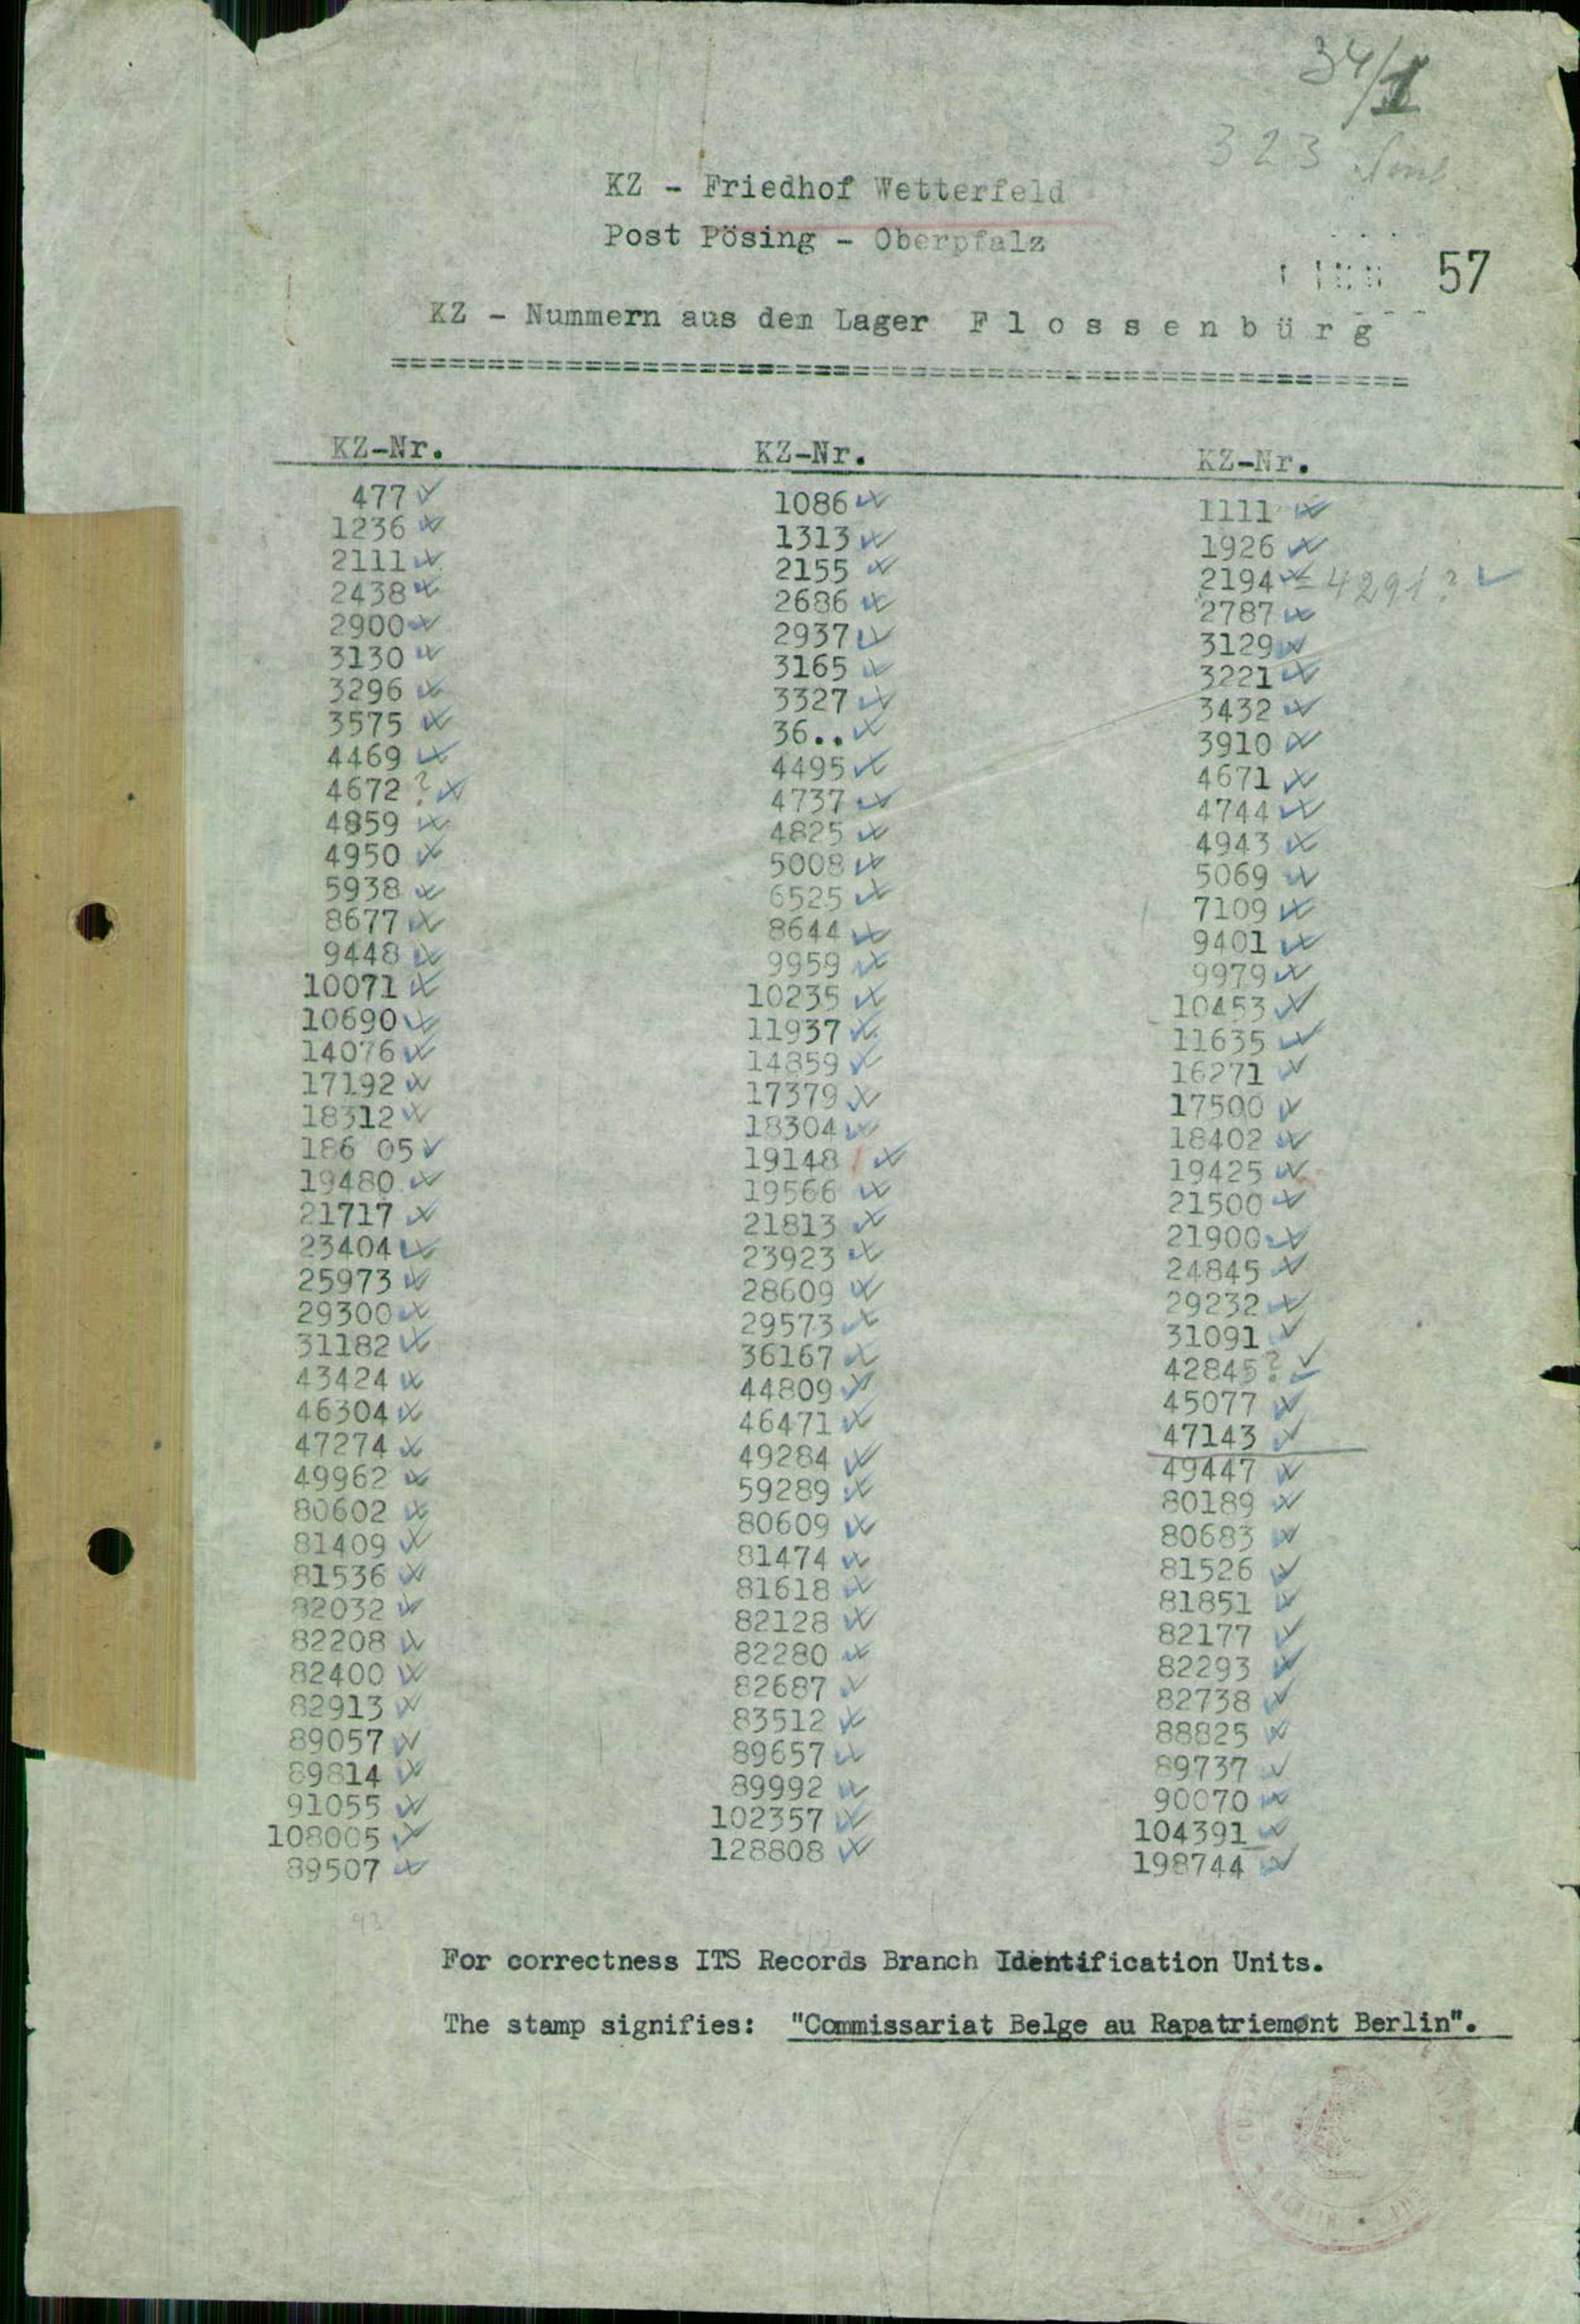 34/1
323
KZ - Friedhof Wetterfeld
Post Pösing - Oberpfalz
57
KZ - Nummern aus dem Lager F l o s s e n b ü r g
======================================================
KZ-Nr. KZ-Nr. KZ-Nr.
477 1086 1111
1236 1313 1926
2111 2155 2194 = 4291?
2438 2686 2787
2900 2937 3129
3130 3165 3221
3296 3327 3432
3575 36.. 3910
4469 4495 4671
4672 ? 4737 4744
4859 4825 4943
4950 5008 5069
5938 6525 7109
8677 8644 9401
9448 9959 9979
10071 10235 10453
10690 11937 11635
14076 14859 16271
17192 17379 17500
18312 18304 18402
186 05 19148 19425
19480 19566 21500
21717 21813 21900
23404 23923 24845
25973 28609 29232
29300 29573 31091
31182 36167 42845?
43424 44809 45077
46304 46471 47143
47274 49284 49447
49962 59289 80189
80602 80609 80683
81409 81474 81526
81536 81618 81851
82032 82128 82177
82208 82280 82293
82400 82687 82738
82913 83512 88825
89057 89657 89737
89814 89992 90070
91055 102357 104391
108005 128808 198744
89507
For correctness ITS Records Branch Identification Units.
The stamp signifies: "Commissariat Belge au Rapatriement Berlin".
BERLIN